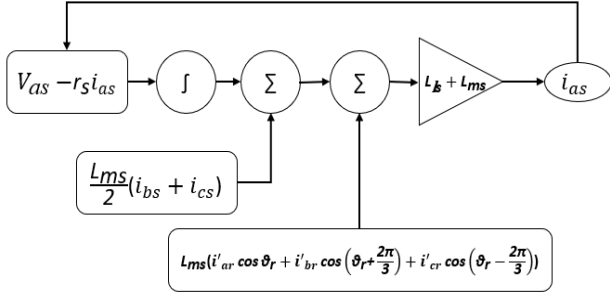 V_as − r_s i_as
∫
∑
∑
L_ls + L_ms
i_as
L_ms/2 (i_bs + i_cs)
L_ms(i'_ar cos ϑ_r + i'_br cos(ϑ_r + 2π/3) + i'_cr cos(ϑ_r − 2π/3))